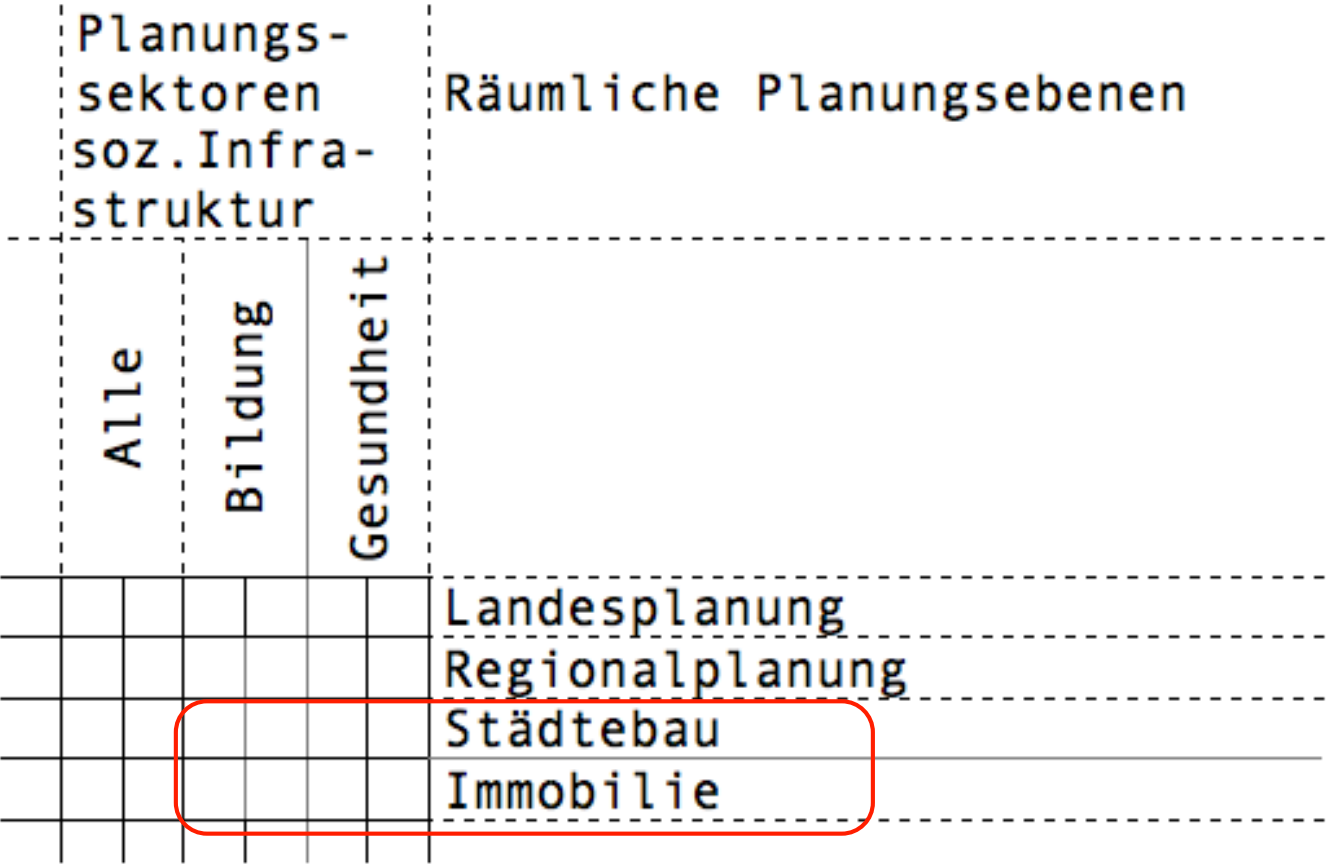 Planungs-
sektoren
soz.Infra-
struktur
Räumliche Planungsebenen
Alle
Bildung
Gesundheit
Landesplanung
Regionalplanung
Städtebau
Immobilie